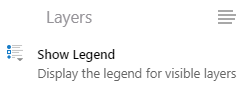 Layers
Show Legend
Display the legend for visible layers